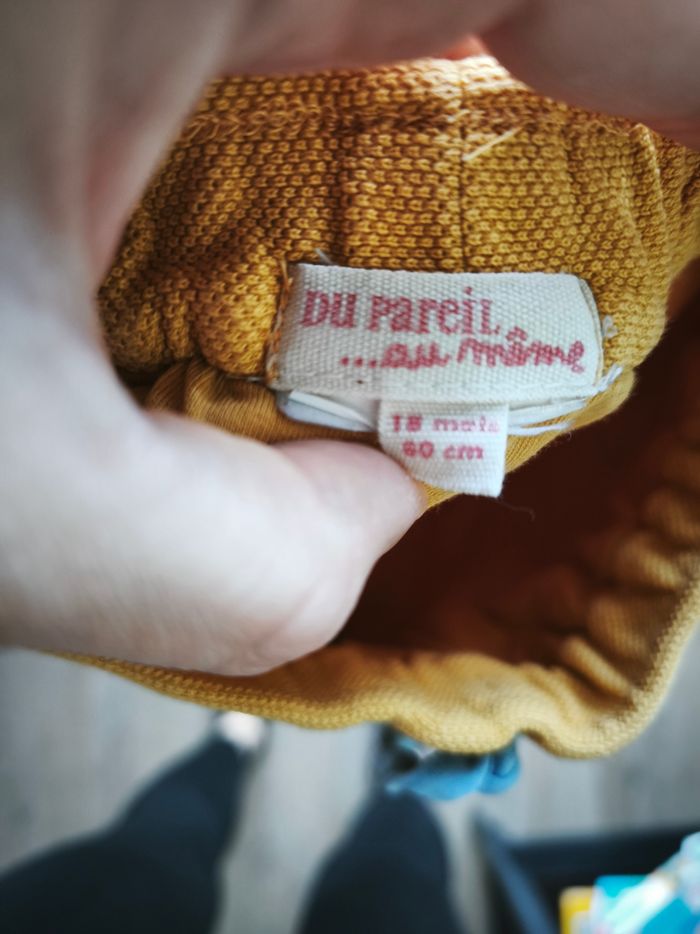 DU PAREIL
...au même
18 mois
80 cm